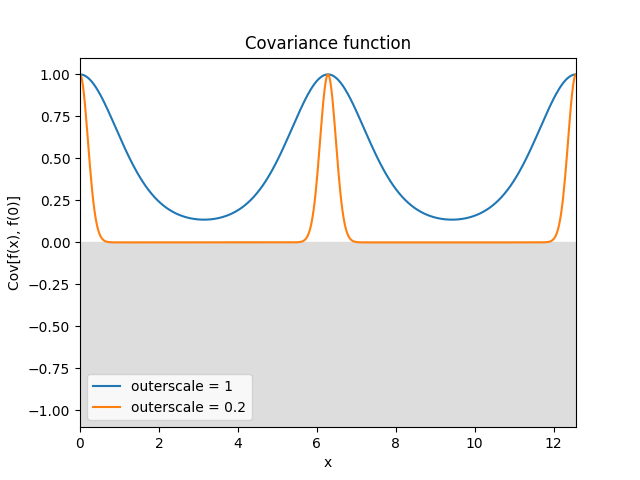 Covariance function
Cov[f(x), f(0)]
1.00
0.75
0.50
0.25
0.00
−0.25
−0.50
−0.75
−1.00
outerscale = 1
outerscale = 0.2
0 2 4 6 8 10 12
x